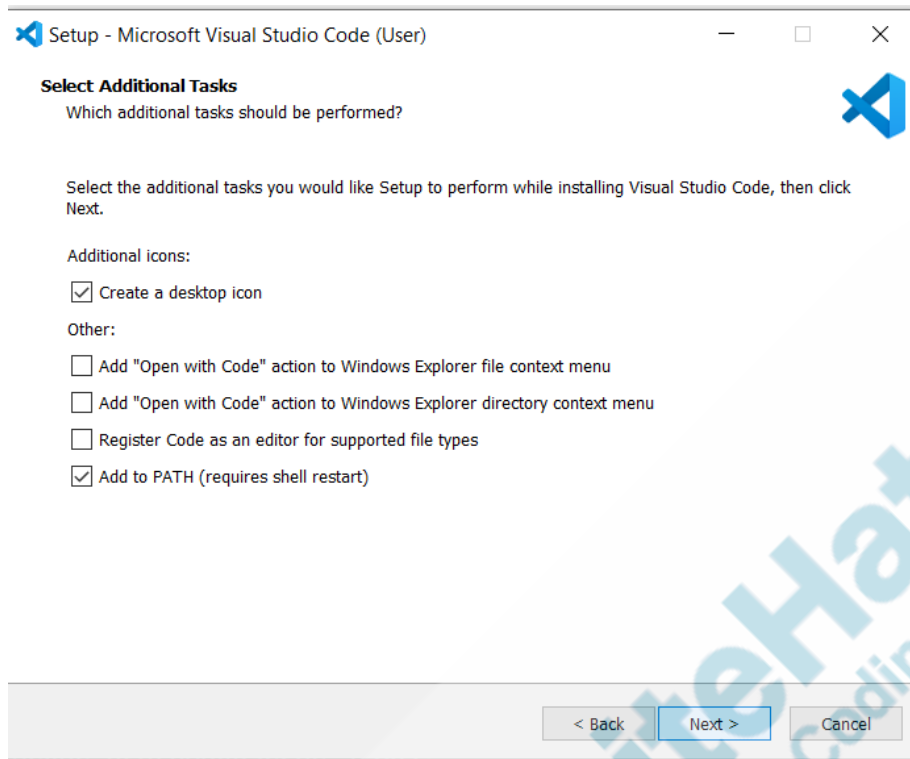 Setup - Microsoft Visual Studio Code (User)
Select Additional Tasks
Which additional tasks should be performed?
Select the additional tasks you would like Setup to perform while installing Visual Studio Code, then click
Next.
Additional icons:
Create a desktop icon
Other:
Add "Open with Code" action to Windows Explorer file context menu
Add "Open with Code" action to Windows Explorer directory context menu
Register Code as an editor for supported file types
Add to PATH (requires shell restart)
< Back Next > Cancel